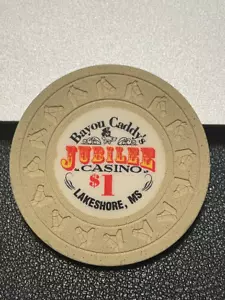 Bayou Caddy's
JUBILEE
CASINO
$1
LAKESHORE, MS